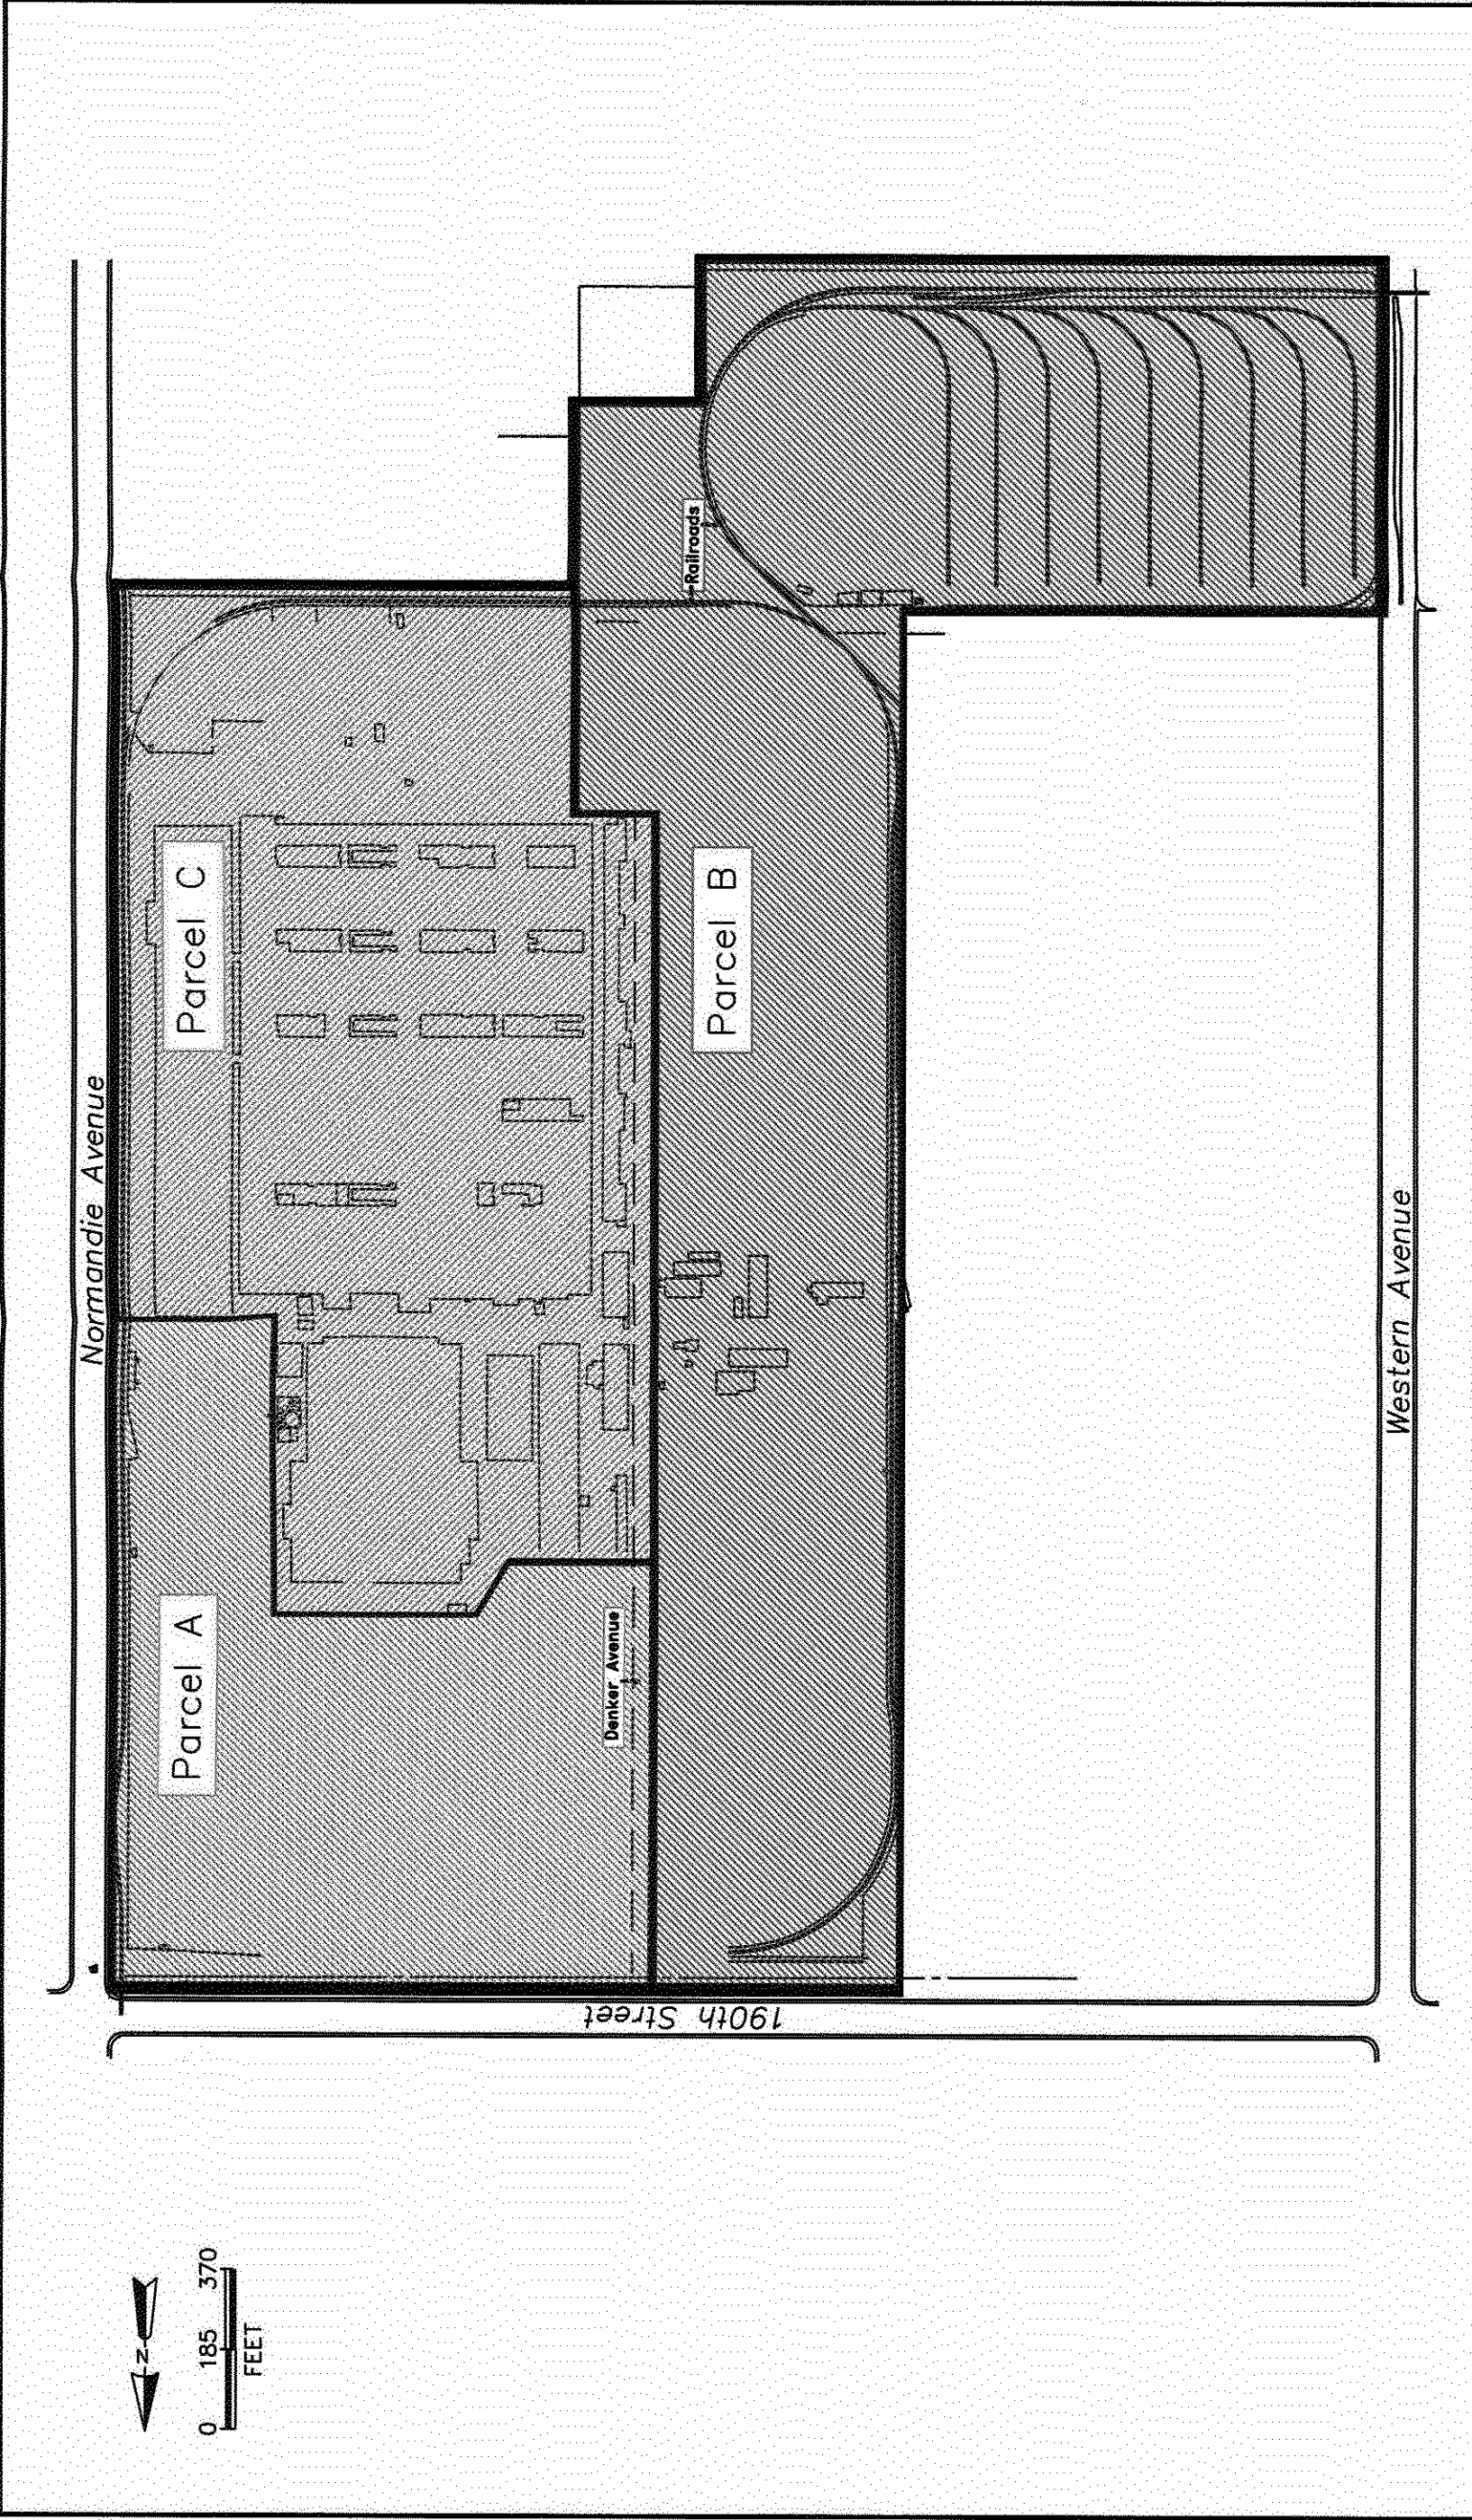 Normandie Avenue
Parcel C
Parcel A
Parcel B
Railroads
Denker Avenue
Western Avenue
190th Street
N
0 185 370
FEET